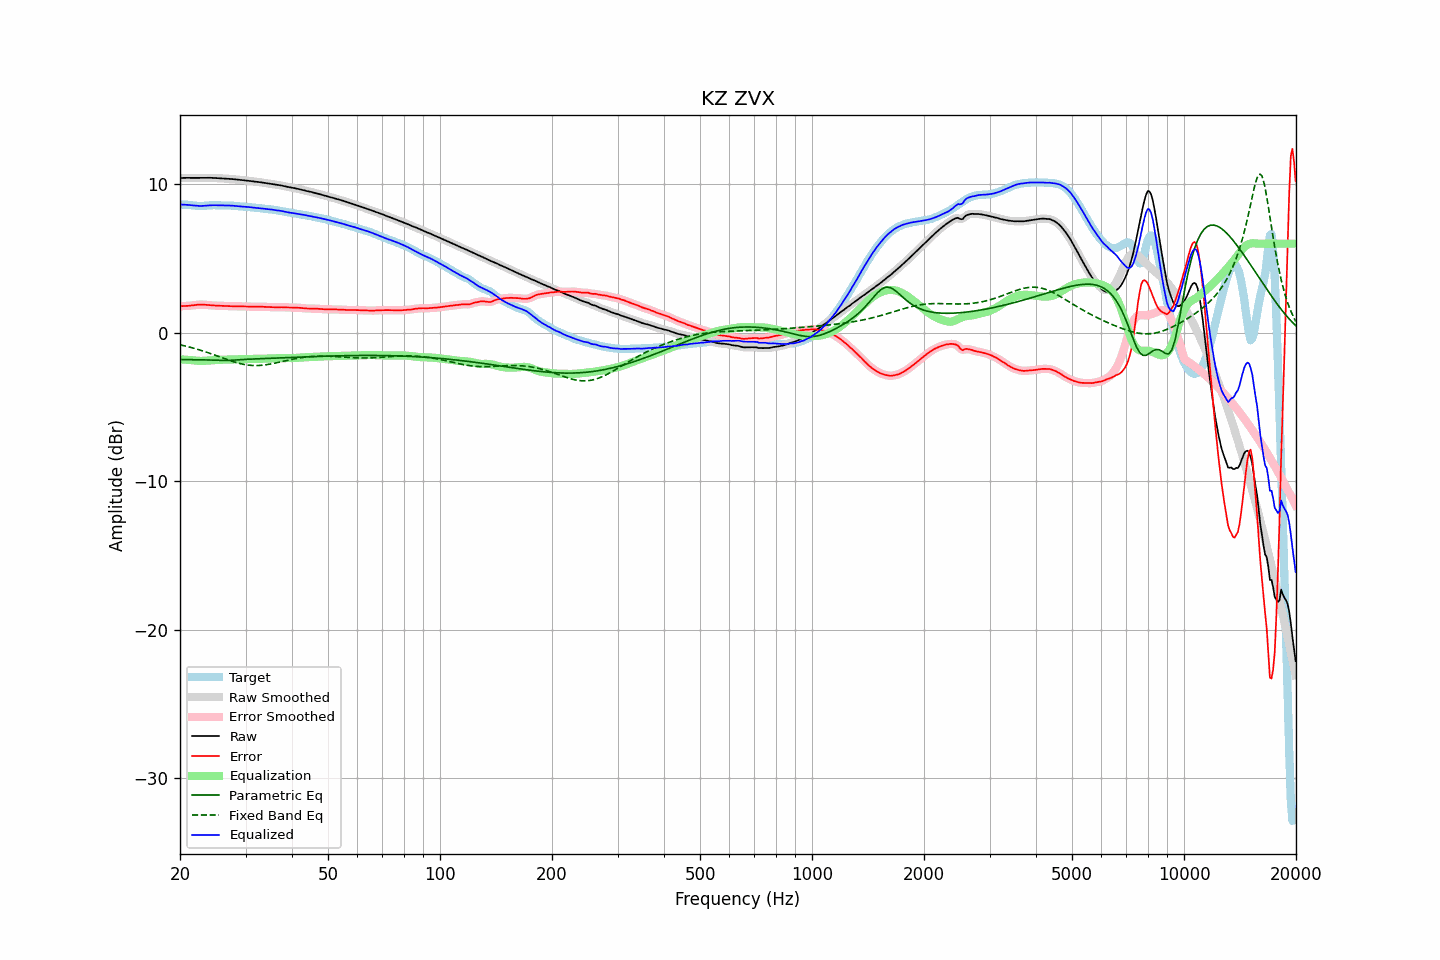 KZ ZVX
Amplitude (dBr)
10
0
−10
−20
−30
Target
Raw Smoothed
Error Smoothed
Raw
Error
Equalization
Parametric Eq
Fixed Band Eq
Equalized
20 50 100 200 500 1000 2000 5000 10000 20000
Frequency (Hz)